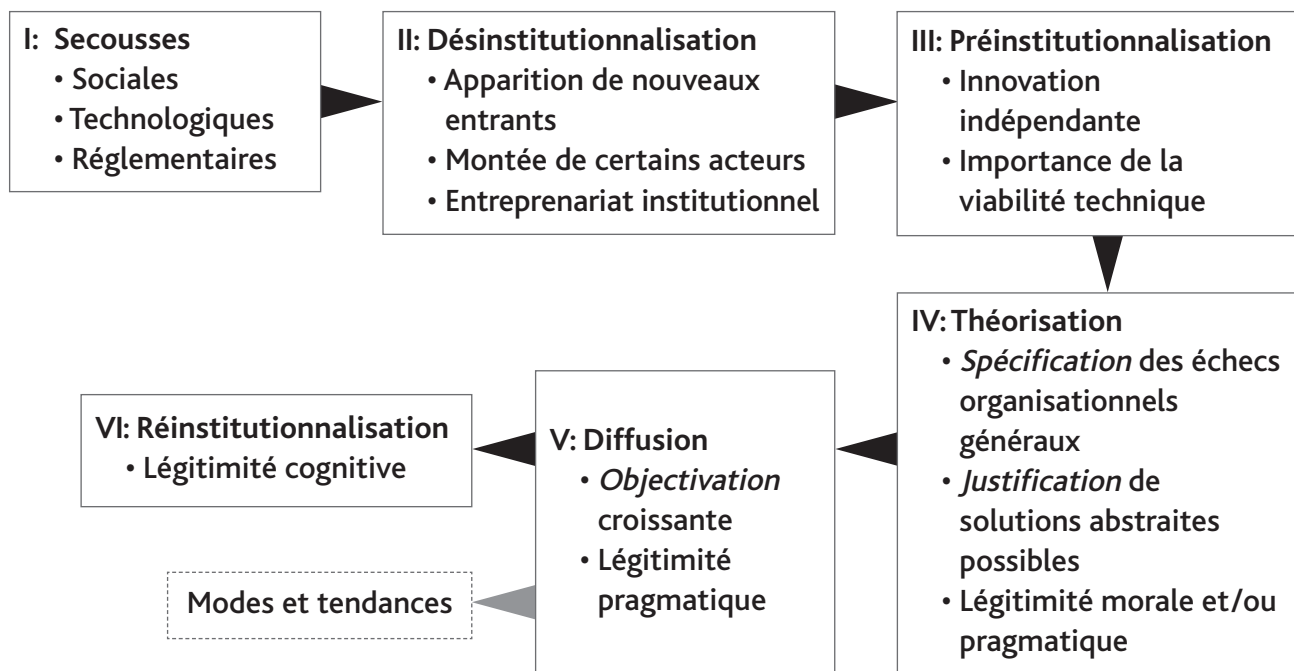 I: Secousses
• Sociales
• Technologiques
• Réglementaires
II: Désinstitutionnalisation
• Apparition de nouveaux
entrants
• Montée de certains acteurs
• Entreprenariat institutionnel
III: Préinstitutionnalisation
• Innovation
indépendante
• Importance de la
viabilité technique
IV: Théorisation
• Spécification des échecs
organisationnels
généraux
• Justification de
solutions abstraites
possibles
• Légitimité morale et/ou
pragmatique
V: Diffusion
• Objectivation
croissante
• Légitimité
pragmatique
VI: Réinstitutionnalisation
• Légitimité cognitive
Modes et tendances